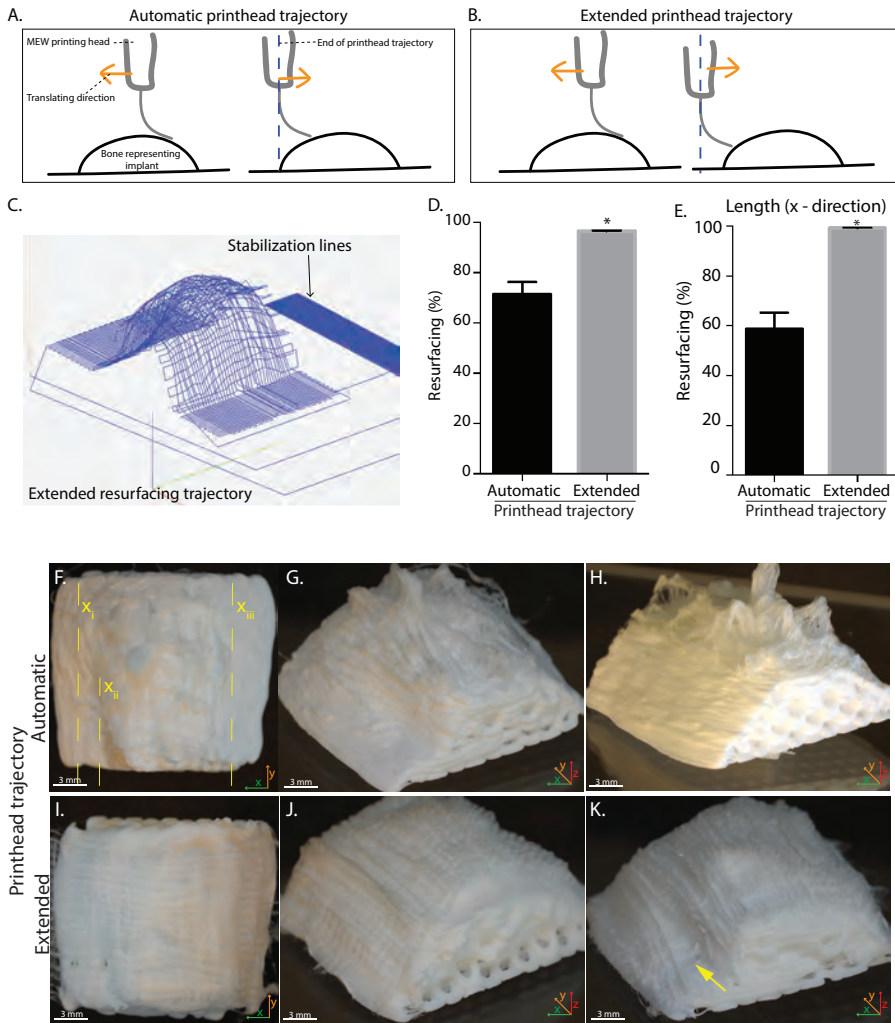 A.
Automatic printhead trajectory
MEW printing head
End of printhead trajectory
Translating direction
Bone representing
implant
B.
Extended printhead trajectory
C.
Stabilization lines
Extended resurfacing trajectory
D.
Resurfacing (%)
100
80
60
40
20
0
*
Automatic Extended
Printhead trajectory
E.
Length (x - direction)
Resurfacing (%)
100
80
60
40
20
0
*
Automatic Extended
Printhead trajectory
Printhead trajectory
Automatic
F.
xi
xii
xiii
3 mm
x
y
G.
3 mm
x
y
z
H.
3 mm
x
y
z
Extended
I.
3 mm
x
y
J.
3 mm
x
y
z
K.
3 mm
x
y
z